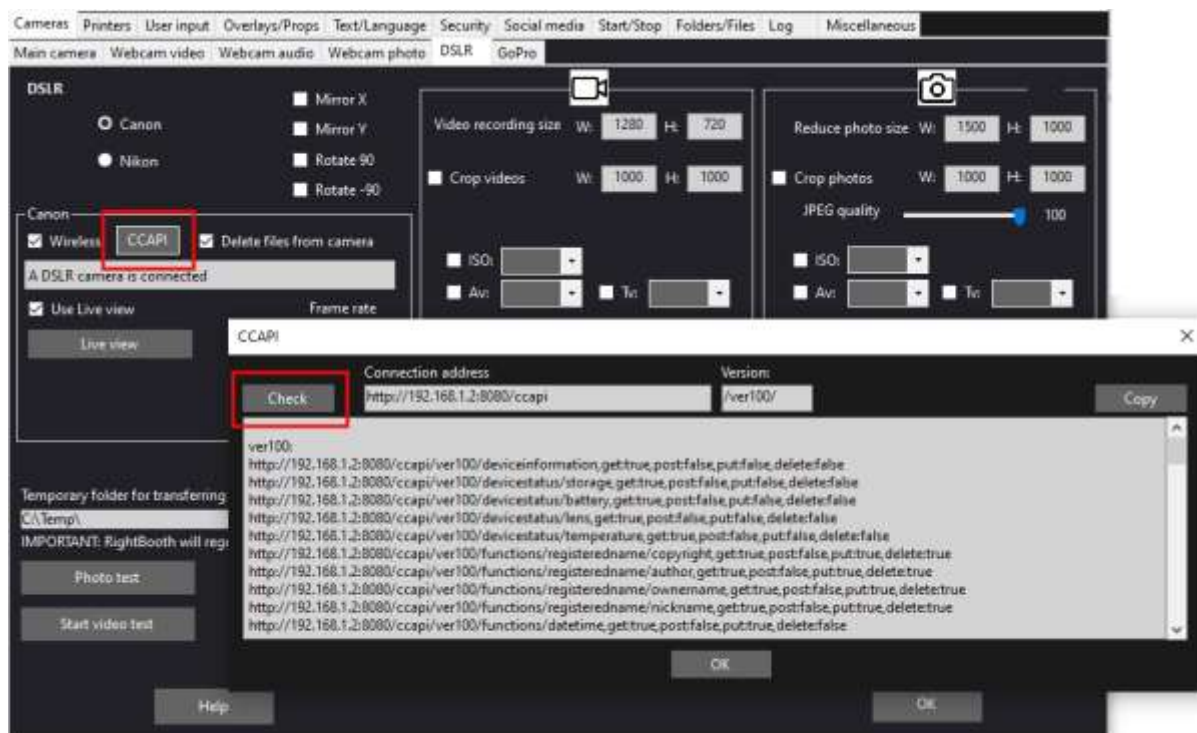 Cameras Printers User input Overlays/Props Text/Language Security Social media Start/Stop Folders/Files Log Miscellaneous
Main camera Webcam video Webcam audio Webcam photo DSLR GoPro
DSLR
Canon
Nikon
Mirror X
Mirror Y
Rotate 90
Rotate -90
Video recording size W: 1280 H: 720
Crop videos W: 1000 H: 1000
ISO:
Av: Tv:
Reduce photo size W: 1500 H: 1000
Crop photos W: 1000 H: 1000
JPEG quality 100
ISO:
Av: Tv:
Canon
Wireless CCAPI Delete files from camera
A DSLR camera is connected
Use Live view Frame rate
Live view
Temporary folder for transferring
C:\Temp\
IMPORTANT: RightBooth will
Photo test
Start video test
Help
OK
CCAPI
Connection address Version:
Check http://192.168.1.2:8080/ccapi /ver100/ Copy
ver100:
http://192.168.1.2:8080/ccapi/ver100/deviceinformation,get:true,post:false,put:false,delete:false
http://192.168.1.2:8080/ccapi/ver100/devicestatus/storage,get:true,post:false,put:false,delete:false
http://192.168.1.2:8080/ccapi/ver100/devicestatus/battery,get:true,post:false,put:false,delete:false
http://192.168.1.2:8080/ccapi/ver100/devicestatus/lens,get:true,post:false,put:false,delete:false
http://192.168.1.2:8080/ccapi/ver100/devicestatus/temperature,get:true,post:false,put:false,delete:false
http://192.168.1.2:8080/ccapi/ver100/functions/registeredname/copyright,get:true,post:false,put:true,delete:true
http://192.168.1.2:8080/ccapi/ver100/functions/registeredname/author,get:true,post:false,put:true,delete:true
http://192.168.1.2:8080/ccapi/ver100/functions/registeredname/ownername,get:true,post:false,put:true,delete:true
http://192.168.1.2:8080/ccapi/ver100/functions/registeredname/nickname,get:true,post:false,put:true,delete:true
http://192.168.1.2:8080/ccapi/ver100/functions/datetime,get:true,post:false,put:true,delete:false
OK